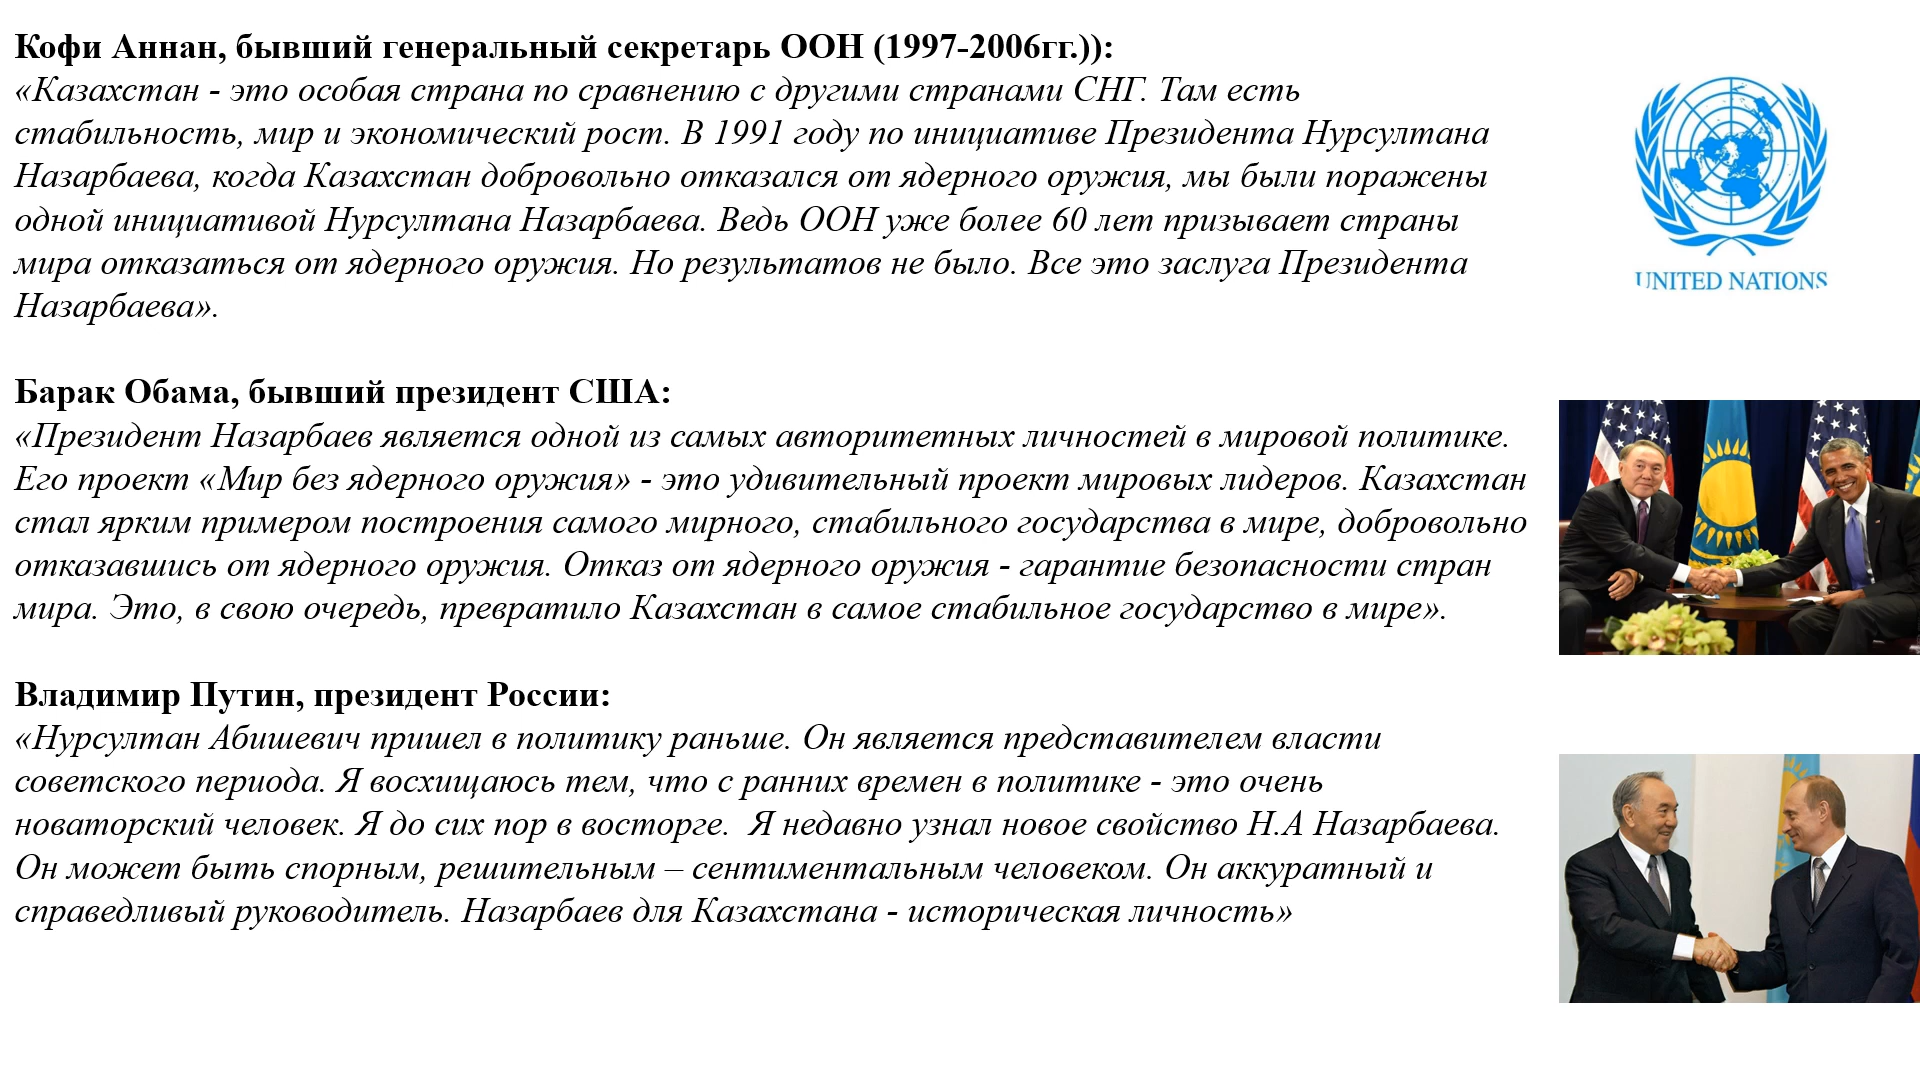 Кофи Аннан, бывший генеральный секретарь ООН (1997-2006гг.)):
«Казахстан - это особая страна по сравнению с другими странами СНГ. Там есть
стабильность, мир и экономический рост. В 1991 году по инициативе Президента Нурсултана
Назарбаева, когда Казахстан добровольно отказался от ядерного оружия, мы были поражены
одной инициативой Нурсултана Назарбаева. Ведь ООН уже более 60 лет призывает страны
мира отказаться от ядерного оружия. Но результатов не было. Все это заслуга Президента
Назарбаева».
UNITED NATIONS
Барак Обама, бывший президент США:
«Президент Назарбаев является одной из самых авторитетных личностей в мировой политике.
Его проект «Мир без ядерного оружия» - это удивительный проект мировых лидеров. Казахстан
стал ярким примером построения самого мирного, стабильного государства в мире, добровольно
отказавшись от ядерного оружия. Отказ от ядерного оружия - гарантие безопасности стран
мира. Это, в свою очередь, превратило Казахстан в самое стабильное государство в мире».
Владимир Путин, президент России:
«Нурсултан Абишевич пришел в политику раньше. Он является представителем власти
советского периода. Я восхищаюсь тем, что с ранних времен в политике - это очень
новаторский человек. Я до сих пор в восторге.  Я недавно узнал новое свойство Н.А Назарбаева.
Он может быть спорным, решительным – сентиментальным человеком. Он аккуратный и
справедливый руководитель. Назарбаев для Казахстана - историческая личность»